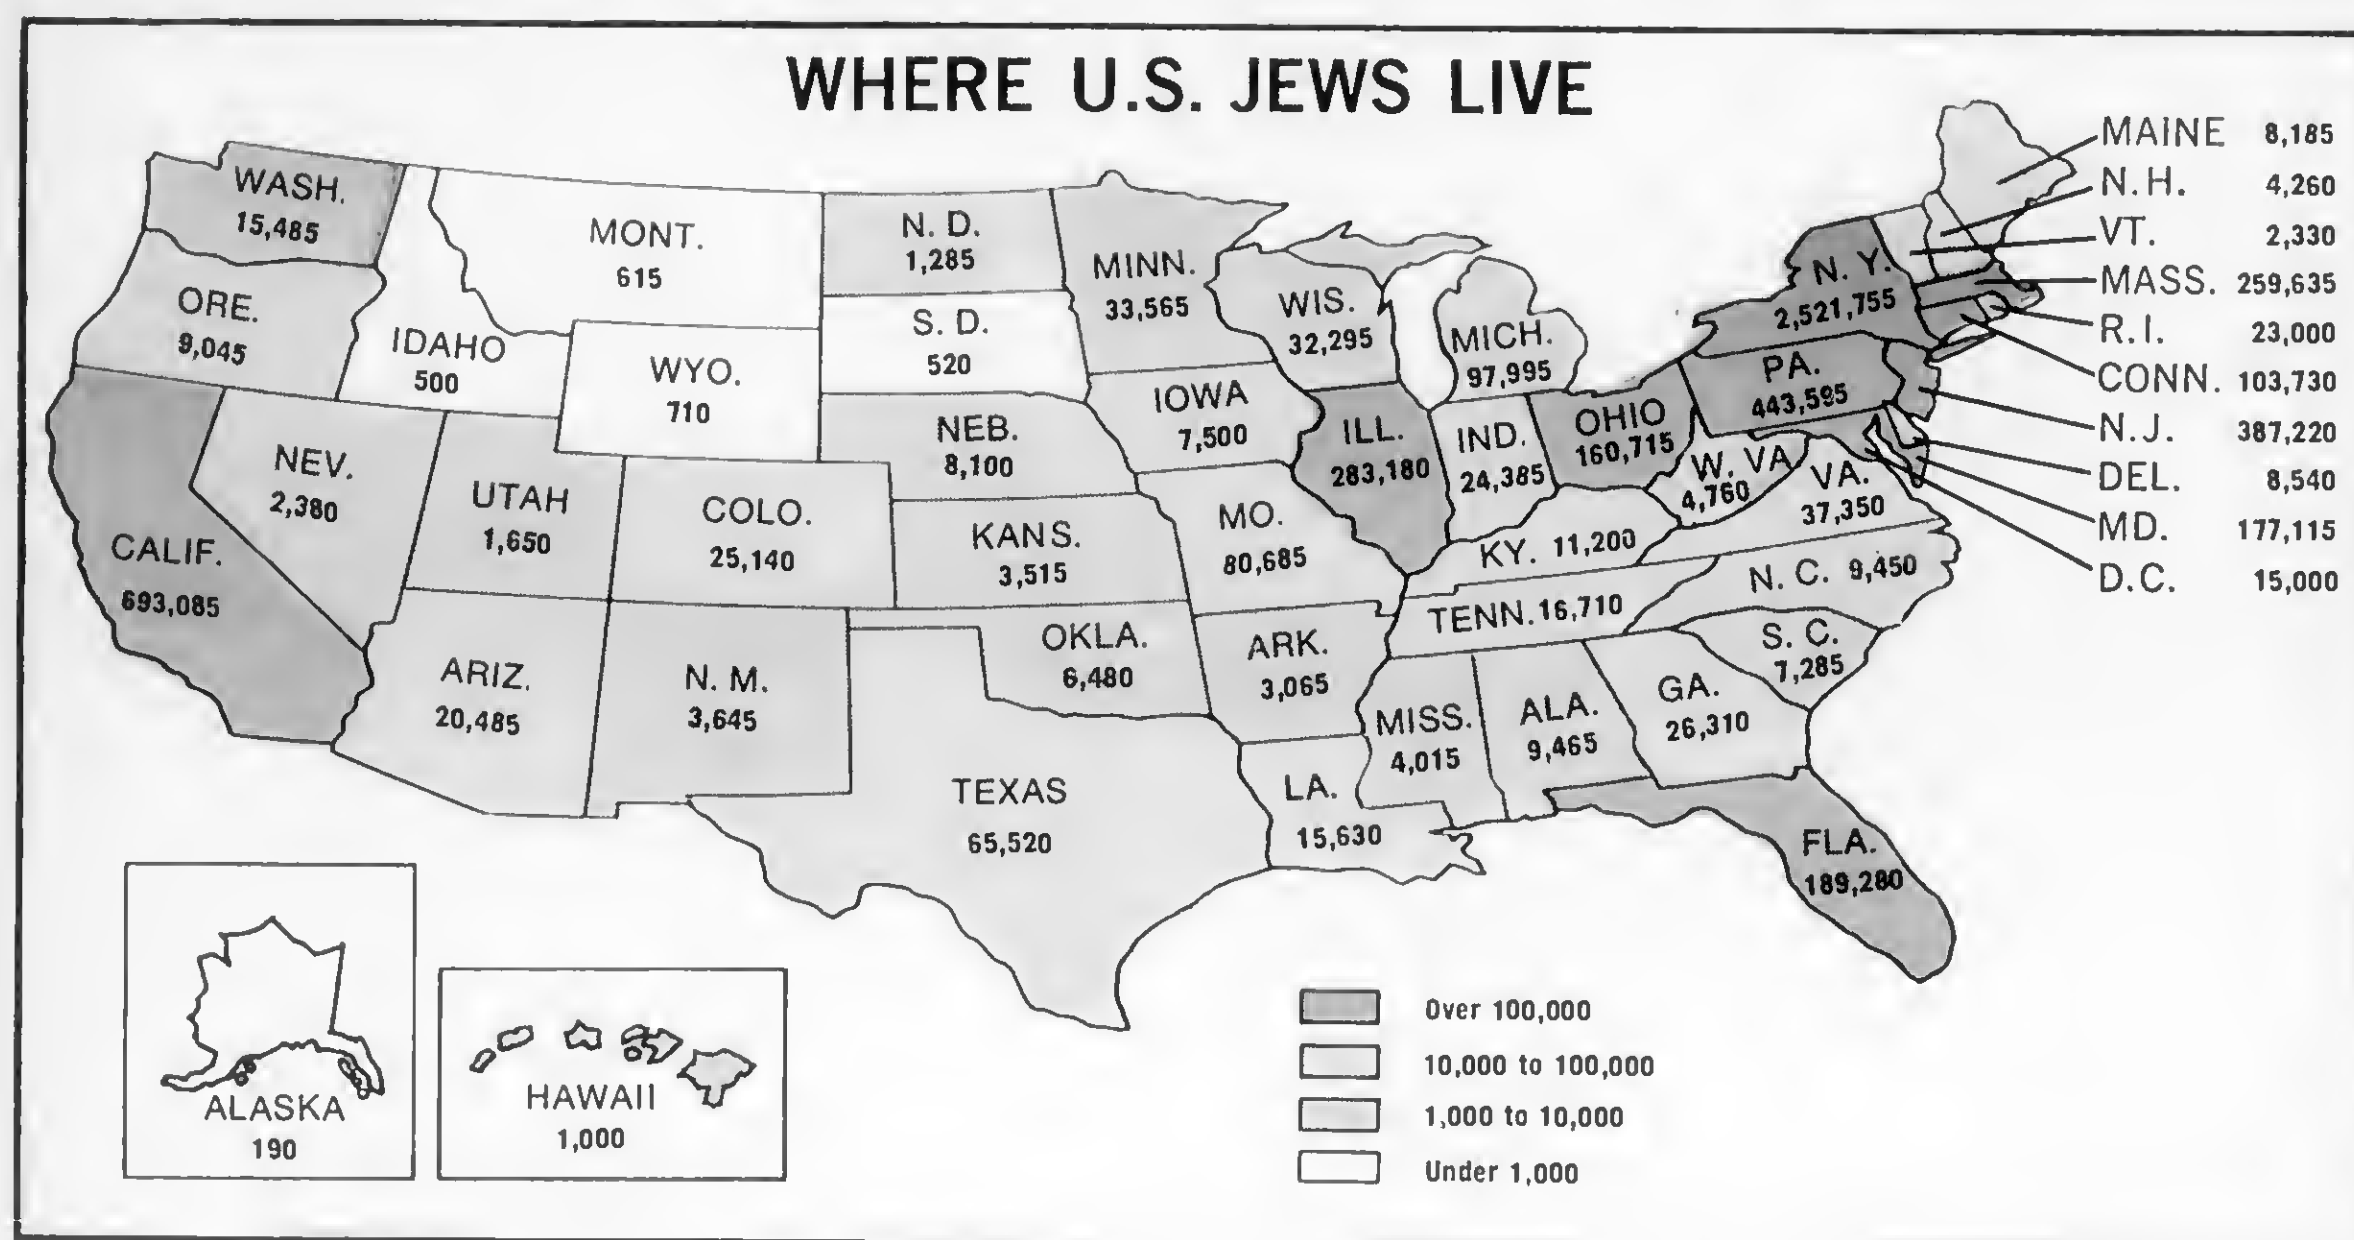 WHERE U.S. JEWS LIVE
WASH.
15,485
ORE.
9,045
CALIF.
693,085
NEV.
2,380
IDAHO
500
MONT.
615
WYO.
710
UTAH
1,650
COLO.
25,140
ARIZ.
20,485
N. M.
3,645
N. D.
1,285
S. D.
520
NEB.
8,100
KANS.
3,515
OKLA.
6,480
TEXAS
65,520
MINN.
33,565
IOWA
7,500
MO.
80,685
ARK.
3,065
LA.
15,630
WIS.
32,295
ILL.
283,180
MICH.
97,995
IND.
24,385
OHIO
160,715
KY. 11,200
TENN. 16,710
MISS.
4,015
ALA.
9,465
GA.
26,310
FLA.
189,280
S. C.
7,285
N. C. 9,450
VA.
37,350
W. VA
4,760
PA.
443,595
N. Y.
2,521,755
MAINE 8,185
N.H. 4,260
VT. 2,330
MASS. 259,635
R.I. 23,000
CONN. 103,730
N.J. 387,220
DEL. 8,540
MD. 177,115
D.C. 15,000
ALASKA
190
HAWAII
1,000
Over 100,000
10,000 to 100,000
1,000 to 10,000
Under 1,000